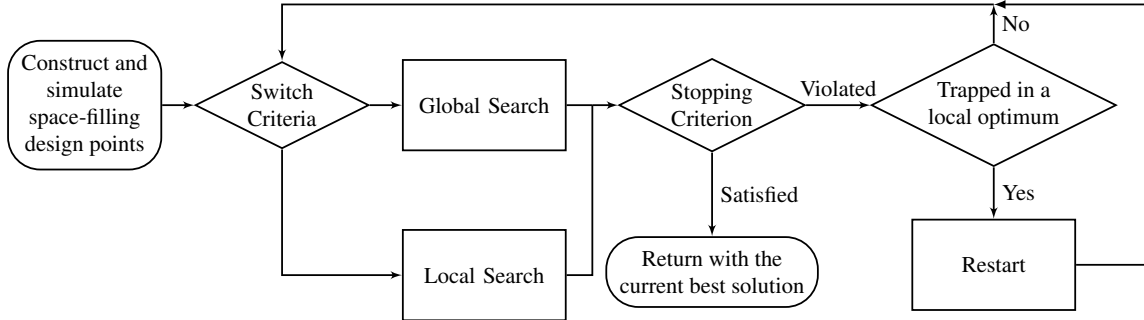 Construct and
simulate
space-filling
design points
Switch
Criteria
Global Search
Local Search
Stopping
Criterion
Violated
Satisfied
Return with the
current best solution
Trapped in a
local optimum
No
Yes
Restart